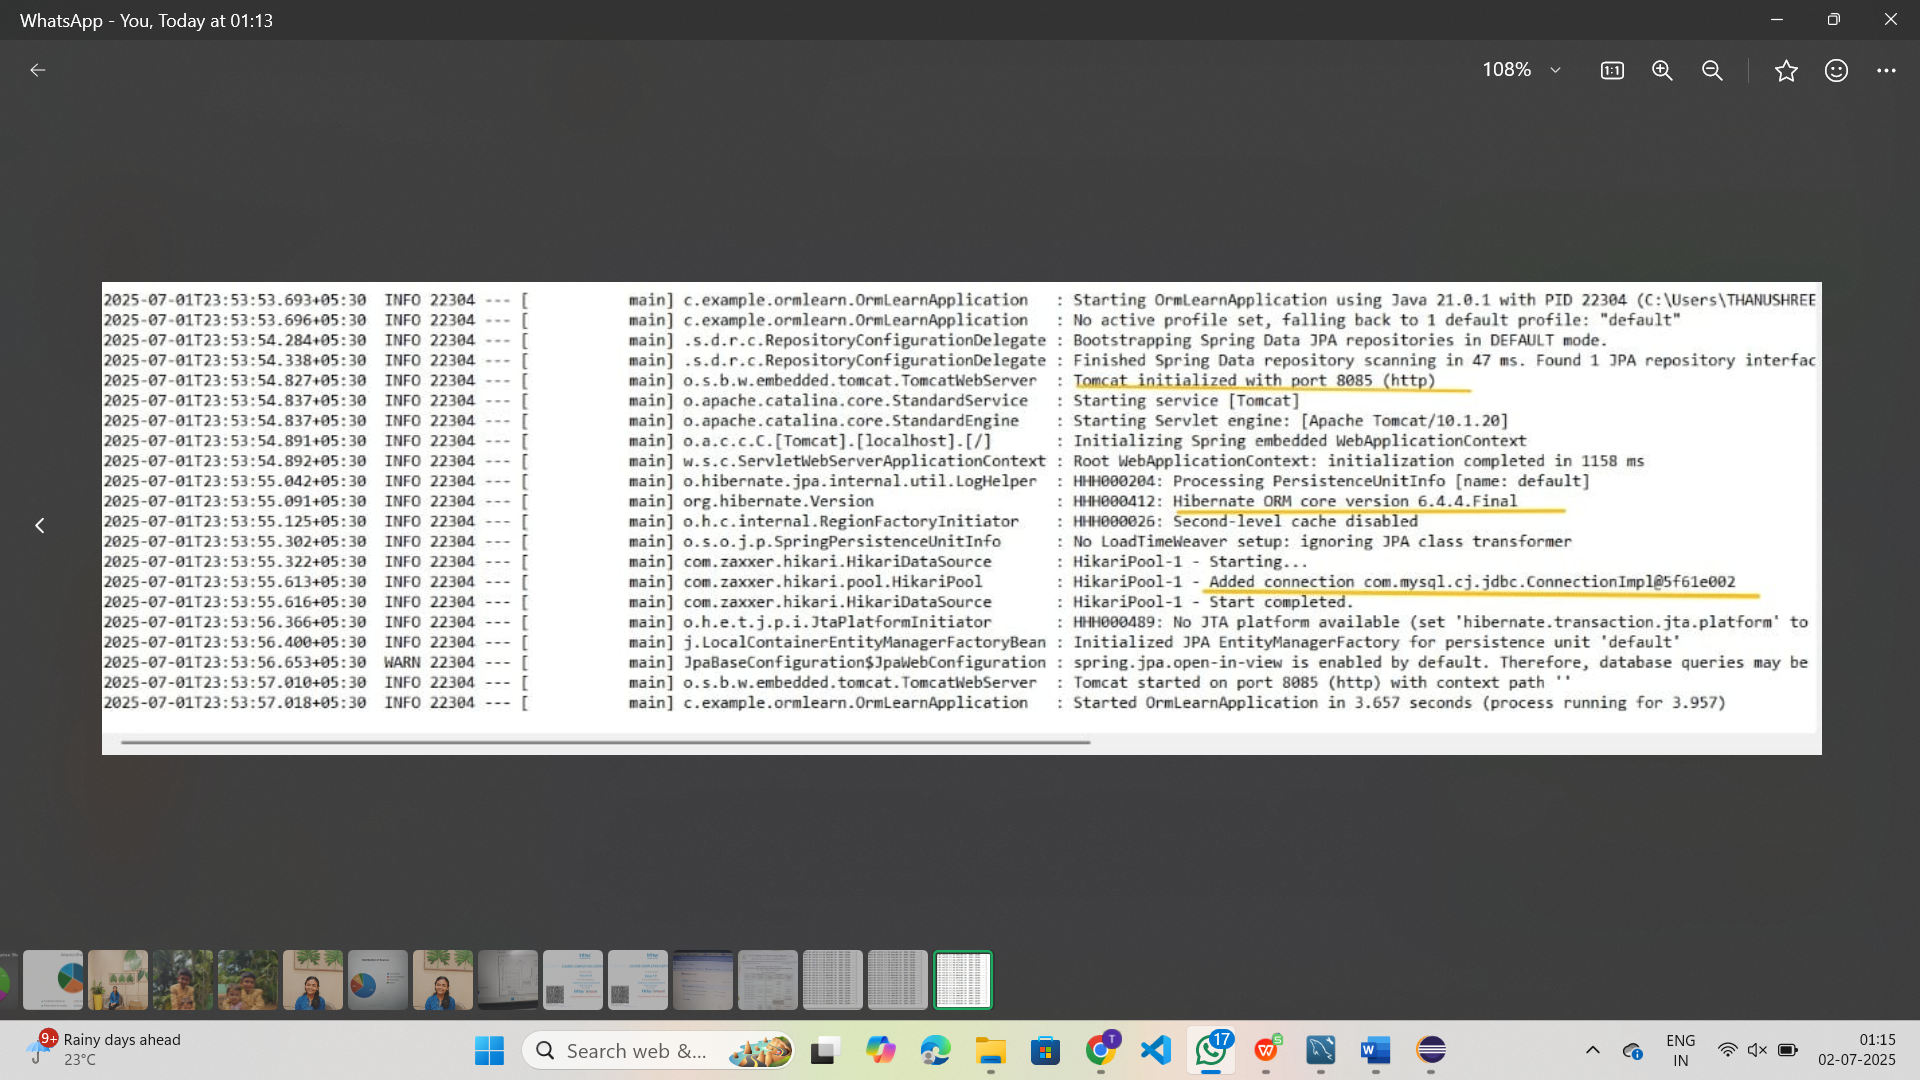 WhatsApp - You, Today at 01:13
108%
2025-07-01T23:53:53.693+05:30 INFO 22304 --- [ main] c.example.ormlearn.OrmLearnApplication : Starting OrmLearnApplication using Java 21.0.1 with PID 22304 (C:\Users\THANUSHREE
2025-07-01T23:53:53.696+05:30 INFO 22304 --- [ main] c.example.ormlearn.OrmLearnApplication : No active profile set, falling back to 1 default profile: "default"
2025-07-01T23:53:54.284+05:30 INFO 22304 --- [ main] .s.d.r.c.RepositoryConfigurationDelegate : Bootstrapping Spring Data JPA repositories in DEFAULT mode.
2025-07-01T23:53:54.338+05:30 INFO 22304 --- [ main] .s.d.r.c.RepositoryConfigurationDelegate : Finished Spring Data repository scanning in 47 ms. Found 1 JPA repository interfac
2025-07-01T23:53:54.827+05:30 INFO 22304 --- [ main] o.s.b.w.embedded.tomcat.TomcatWebServer : Tomcat initialized with port 8085 (http)
2025-07-01T23:53:54.837+05:30 INFO 22304 --- [ main] o.apache.catalina.core.StandardService : Starting service [Tomcat]
2025-07-01T23:53:54.837+05:30 INFO 22304 --- [ main] o.apache.catalina.core.StandardEngine : Starting Servlet engine: [Apache Tomcat/10.1.20]
2025-07-01T23:53:54.891+05:30 INFO 22304 --- [ main] o.a.c.c.C.[Tomcat].[localhost].[/] : Initializing Spring embedded WebApplicationContext
2025-07-01T23:53:54.892+05:30 INFO 22304 --- [ main] w.s.c.ServletWebServerApplicationContext : Root WebApplicationContext: initialization completed in 1158 ms
2025-07-01T23:53:55.042+05:30 INFO 22304 --- [ main] o.hibernate.jpa.internal.util.LogHelper : HHH000204: Processing PersistenceUnitInfo [name: default]
2025-07-01T23:53:55.091+05:30 INFO 22304 --- [ main] org.hibernate.Version : HHH000412: Hibernate ORM core version 6.4.4.Final
2025-07-01T23:53:55.125+05:30 INFO 22304 --- [ main] o.h.c.internal.RegionFactoryInitiator : HHH000026: Second-level cache disabled
2025-07-01T23:53:55.302+05:30 INFO 22304 --- [ main] o.s.o.j.p.SpringPersistenceUnitInfo : No LoadTimeWeaver setup: ignoring JPA class transformer
2025-07-01T23:53:55.322+05:30 INFO 22304 --- [ main] com.zaxxer.hikari.HikariDataSource : HikariPool-1 - Starting...
2025-07-01T23:53:55.613+05:30 INFO 22304 --- [ main] com.zaxxer.hikari.pool.HikariPool : HikariPool-1 - Added connection com.mysql.cj.jdbc.ConnectionImpl@5f61e002
2025-07-01T23:53:55.616+05:30 INFO 22304 --- [ main] com.zaxxer.hikari.HikariDataSource : HikariPool-1 - Start completed.
2025-07-01T23:53:56.366+05:30 INFO 22304 --- [ main] o.h.e.t.j.p.i.JtaPlatformInitiator : HHH000489: No JTA platform available (set 'hibernate.transaction.jta.platform' to
2025-07-01T23:53:56.400+05:30 INFO 22304 --- [ main] j.LocalContainerEntityManagerFactoryBean : Initialized JPA EntityManagerFactory for persistence unit 'default'
2025-07-01T23:53:56.653+05:30 WARN 22304 --- [ main] JpaBaseConfiguration$JpaWebConfiguration : spring.jpa.open-in-view is enabled by default. Therefore, database queries may be
2025-07-01T23:53:57.010+05:30 INFO 22304 --- [ main] o.s.b.w.embedded.tomcat.TomcatWebServer : Tomcat started on port 8085 (http) with context path ''
2025-07-01T23:53:57.018+05:30 INFO 22304 --- [ main] c.example.ormlearn.OrmLearnApplication : Started OrmLearnApplication in 3.657 seconds (process running for 3.957)
9+
Rainy days ahead
23°C
Search web &...
T
17
ENG
IN
01:15
02-07-2025